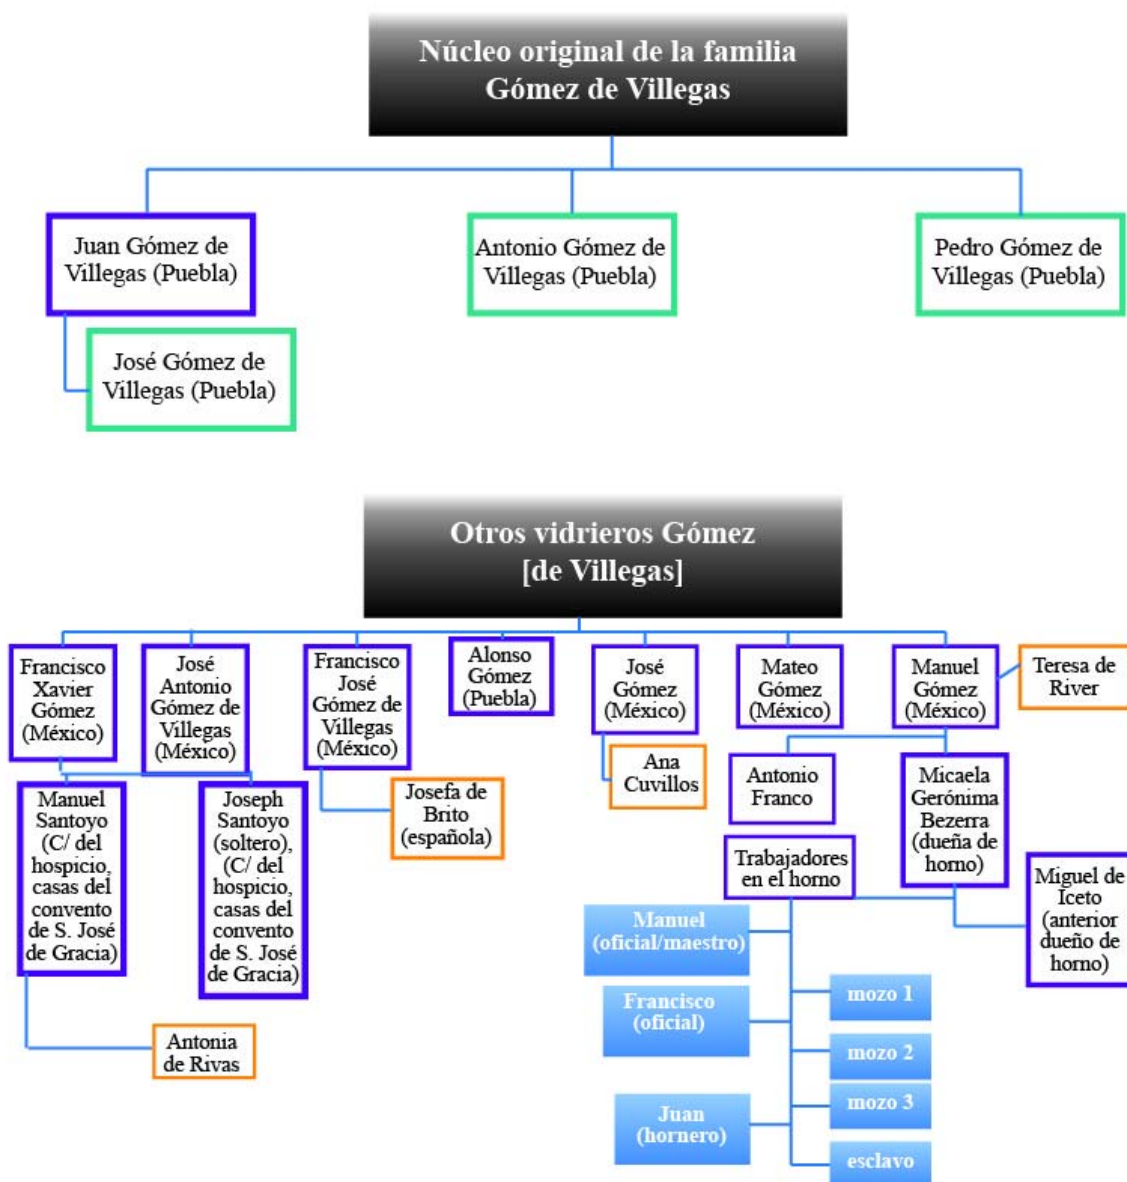 Núcleo original de la familia
Gómez de Villegas
Juan Gómez de
Villegas (Puebla)
Antonio Gómez de
Villegas (Puebla)
Pedro Gómez de
Villegas (Puebla)
José Gómez de
Villegas (Puebla)
Otros vidrieros Gómez
[de Villegas]
Francisco
Xavier
Gómez
(México)
José
Antonio
Gómez de
Villegas
(México)
Francisco
José
Gómez de
Villegas
(México)
Alonso
Gómez
(Puebla)
José
Gómez
(México)
Mateo
Gómez
(México)
Manuel
Gómez
(México)
Teresa de
River
Manuel
Santoyo
(C/ del
hospicio,
casas del
convento
de S. José
de Gracia)
Joseph
Santoyo
(soltero),
(C/ del
hospicio,
casas del
convento
de S. José
de Gracia)
Josefa de
Brito
(española)
Ana
Cuvillos
Antonio
Franco
Micaela
Gerónima
Bezerra
(dueña de
horno)
Trabajadores
en el horno
Miguel de
Iceto
(anterior
dueño de
horno)
Antonia
de Rivas
Manuel
(oficial/maestro)
Francisco
(oficial)
Juan
(hornero)
mozo 1
mozo 2
mozo 3
esclavo